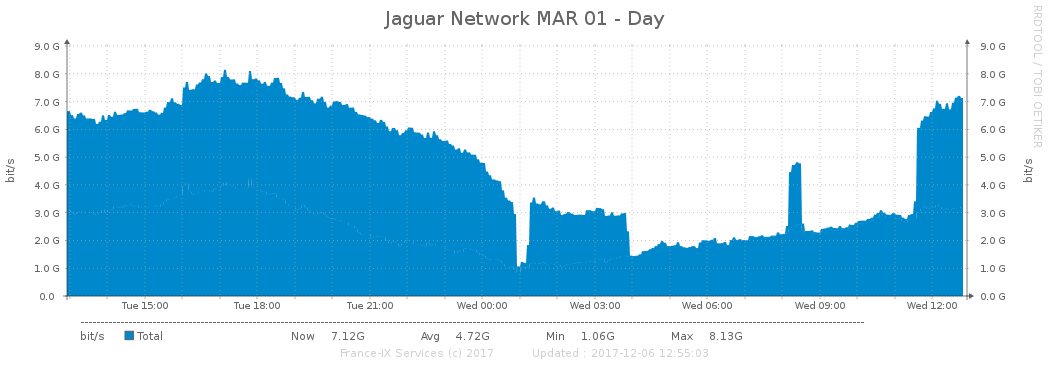 Jaguar Network MAR 01 - Day
RRDTOOL / TOBI OETIKER
9.0 G 9.0 G
8.0 G 8.0 G
7.0 G 7.0 G
6.0 G 6.0 G
5.0 G 5.0 G
4.0 G 4.0 G
3.0 G 3.0 G
2.0 G 2.0 G
1.0 G 1.0 G
0.0 0.0 G
bit/s bit/s
Tue 15:00 Tue 18:00 Tue 21:00 Wed 00:00 Wed 03:00 Wed 06:00 Wed 09:00 Wed 12:00
bit/s Total Now 7.12G Avg 4.72G Min 1.06G Max 8.13G
France-IX Services (c) 2017 Updated : 2017-12-06 12:55:03